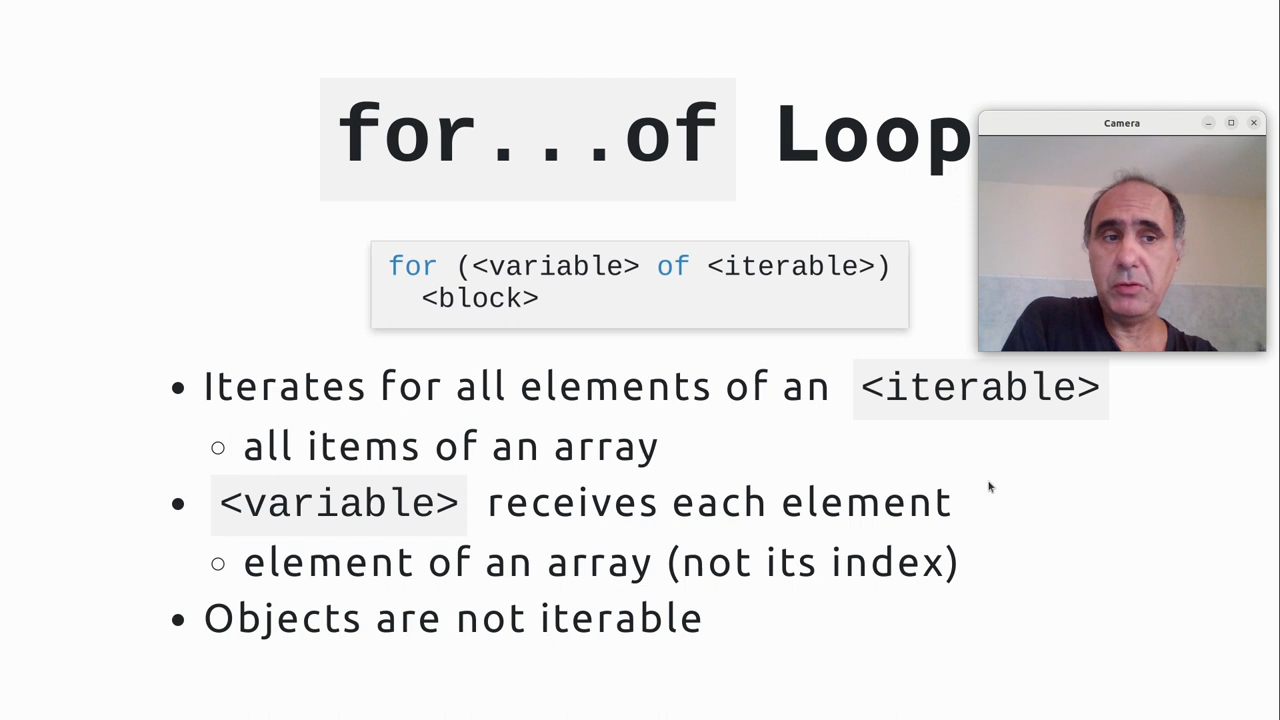 for...of Loop
Camera
for (<variable> of <iterable>)
<block>
• Iterates for all elements of an <iterable>
○ all items of an array
• <variable> receives each element
○ element of an array (not its index)
• Objects are not iterable